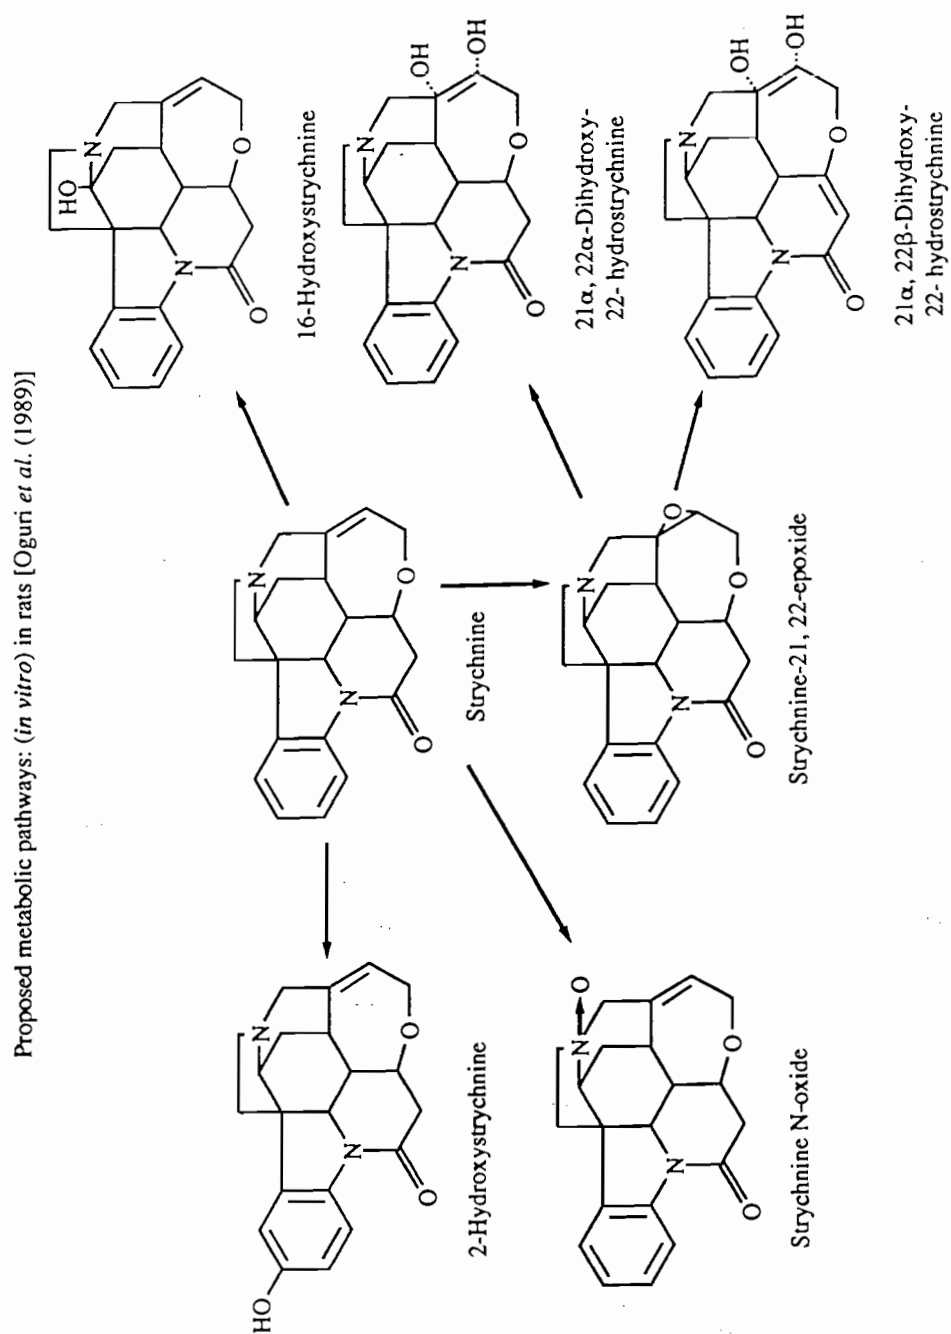 Proposed metabolic pathways: (in vitro) in rats [Oguri et al. (1989)]
HO
N
N
O
O
16-Hydroxystrychnine
HO
N
N
O
O
2-Hydroxystrychnine
N
N
O
O
Strychnine
N
OH
OH
N
O
O
21α, 22α-Dihydroxy-
22- hydrostrychnine
N→O
N
O
O
Strychnine N-oxide
N
O
N
O
O
Strychnine-21, 22-epoxide
N
OH
OH
N
O
O
21α, 22β-Dihydroxy-
22- hydrostrychnine